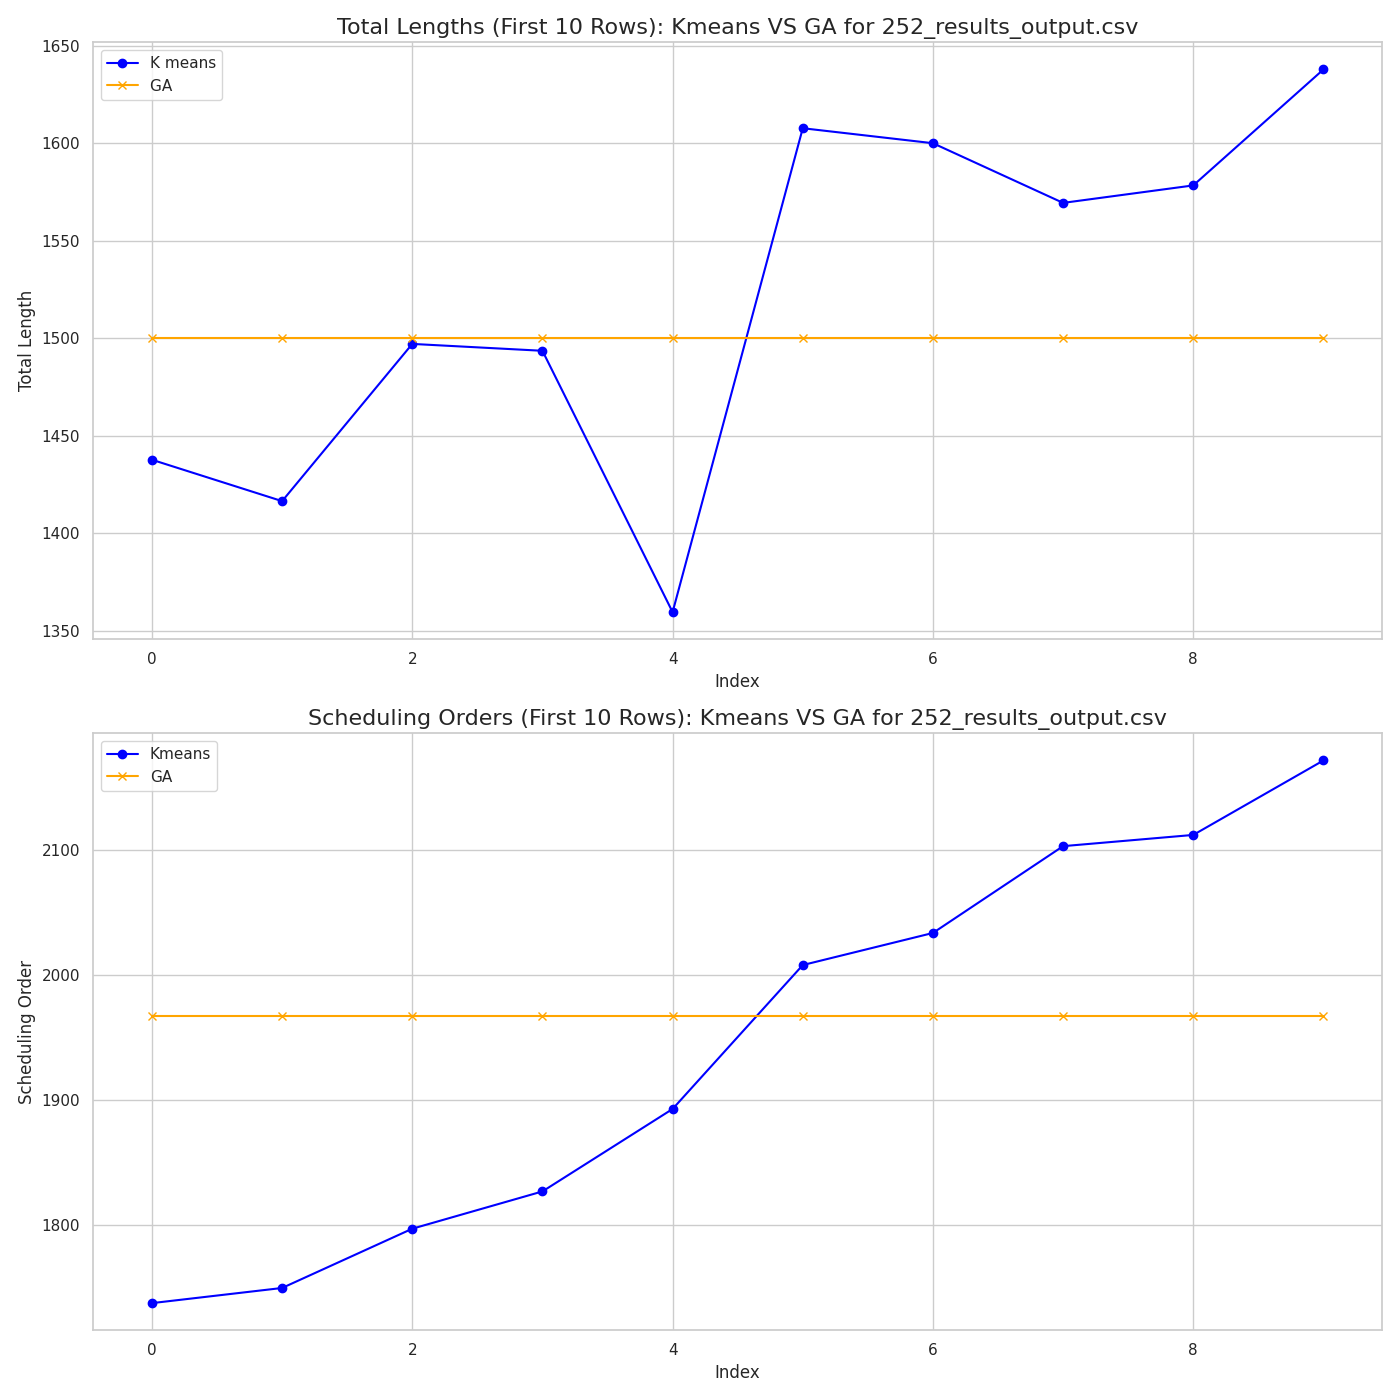 Total Lengths (First 10 Rows): Kmeans VS GA for 252_results_output.csv
K means
GA
1650
1600
1550
1500
1450
1400
1350
Total Length
0 2 4 6 8
Index
Scheduling Orders (First 10 Rows): Kmeans VS GA for 252_results_output.csv
Kmeans
GA
2100
2000
1900
1800
Scheduling Order
0 2 4 6 8
Index